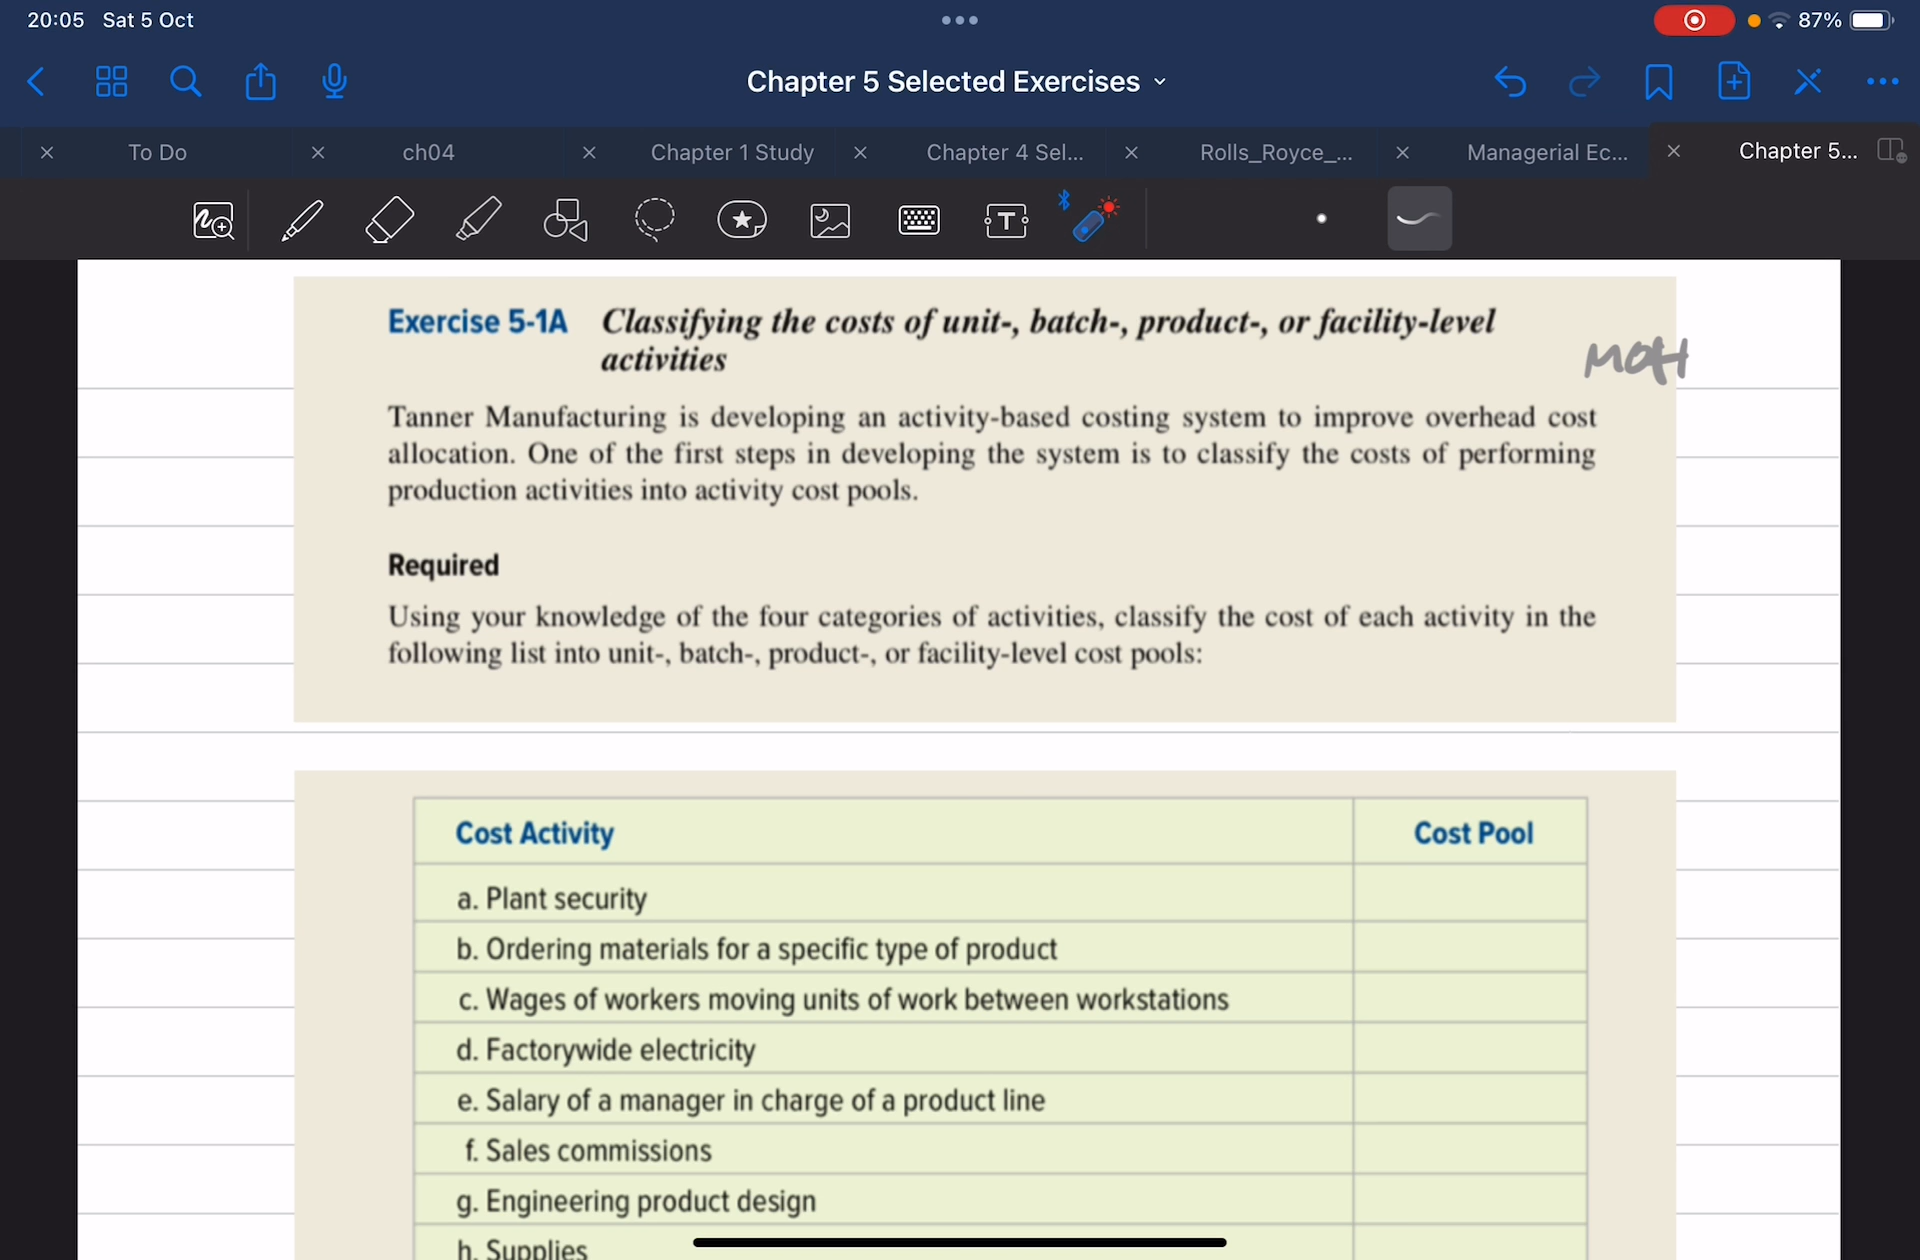 20:05 Sat 5 Oct
87%
Chapter 5 Selected Exercises
To Do
ch04
Chapter 1 Study
Chapter 4 Sel...
Rolls_Royce_...
Managerial Ec...
Chapter 5...
Exercise 5-1A Classifying the costs of unit-, batch-, product-, or facility-level
activities
MOH
Tanner Manufacturing is developing an activity-based costing system to improve overhead cost
allocation. One of the first steps in developing the system is to classify the costs of performing
production activities into activity cost pools.
Required
Using your knowledge of the four categories of activities, classify the cost of each activity in the
following list into unit-, batch-, product-, or facility-level cost pools:
Cost Activity Cost Pool
a. Plant security
b. Ordering materials for a specific type of product
c. Wages of workers moving units of work between workstations
d. Factorywide electricity
e. Salary of a manager in charge of a product line
f. Sales commissions
g. Engineering product design
h. Supplies